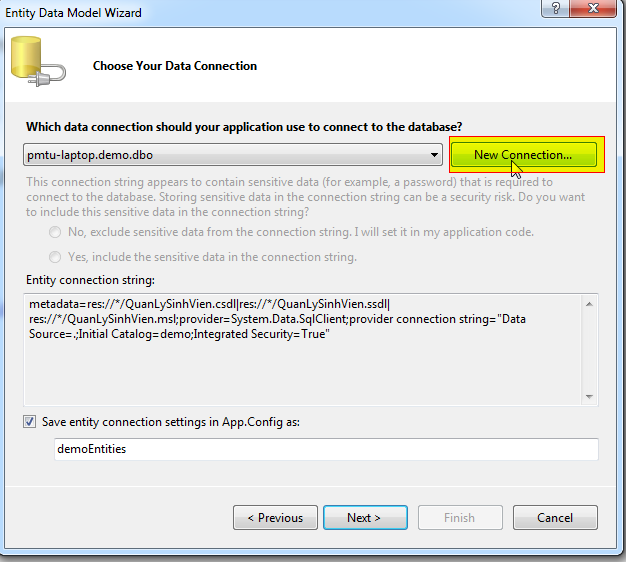 Entity Data Model Wizard
?
Choose Your Data Connection
Which data connection should your application use to connect to the database?
pmtu-laptop.demo.dbo
New Connection...
This connection string appears to contain sensitive data (for example, a password) that is required to
connect to the database. Storing sensitive data in the connection string can be a security risk. Do you want
to include this sensitive data in the connection string?
No, exclude sensitive data from the connection string. I will set it in my application code.
Yes, include the sensitive data in the connection string.
Entity connection string:
metadata=res://*/QuanLySinhVien.csdl|res://*/QuanLySinhVien.ssdl|
res://*/QuanLySinhVien.msl;provider=System.Data.SqlClient;provider connection string="Data
Source=.;Initial Catalog=demo;Integrated Security=True"
Save entity connection settings in App.Config as:
demoEntities
< Previous
Next >
Finish
Cancel